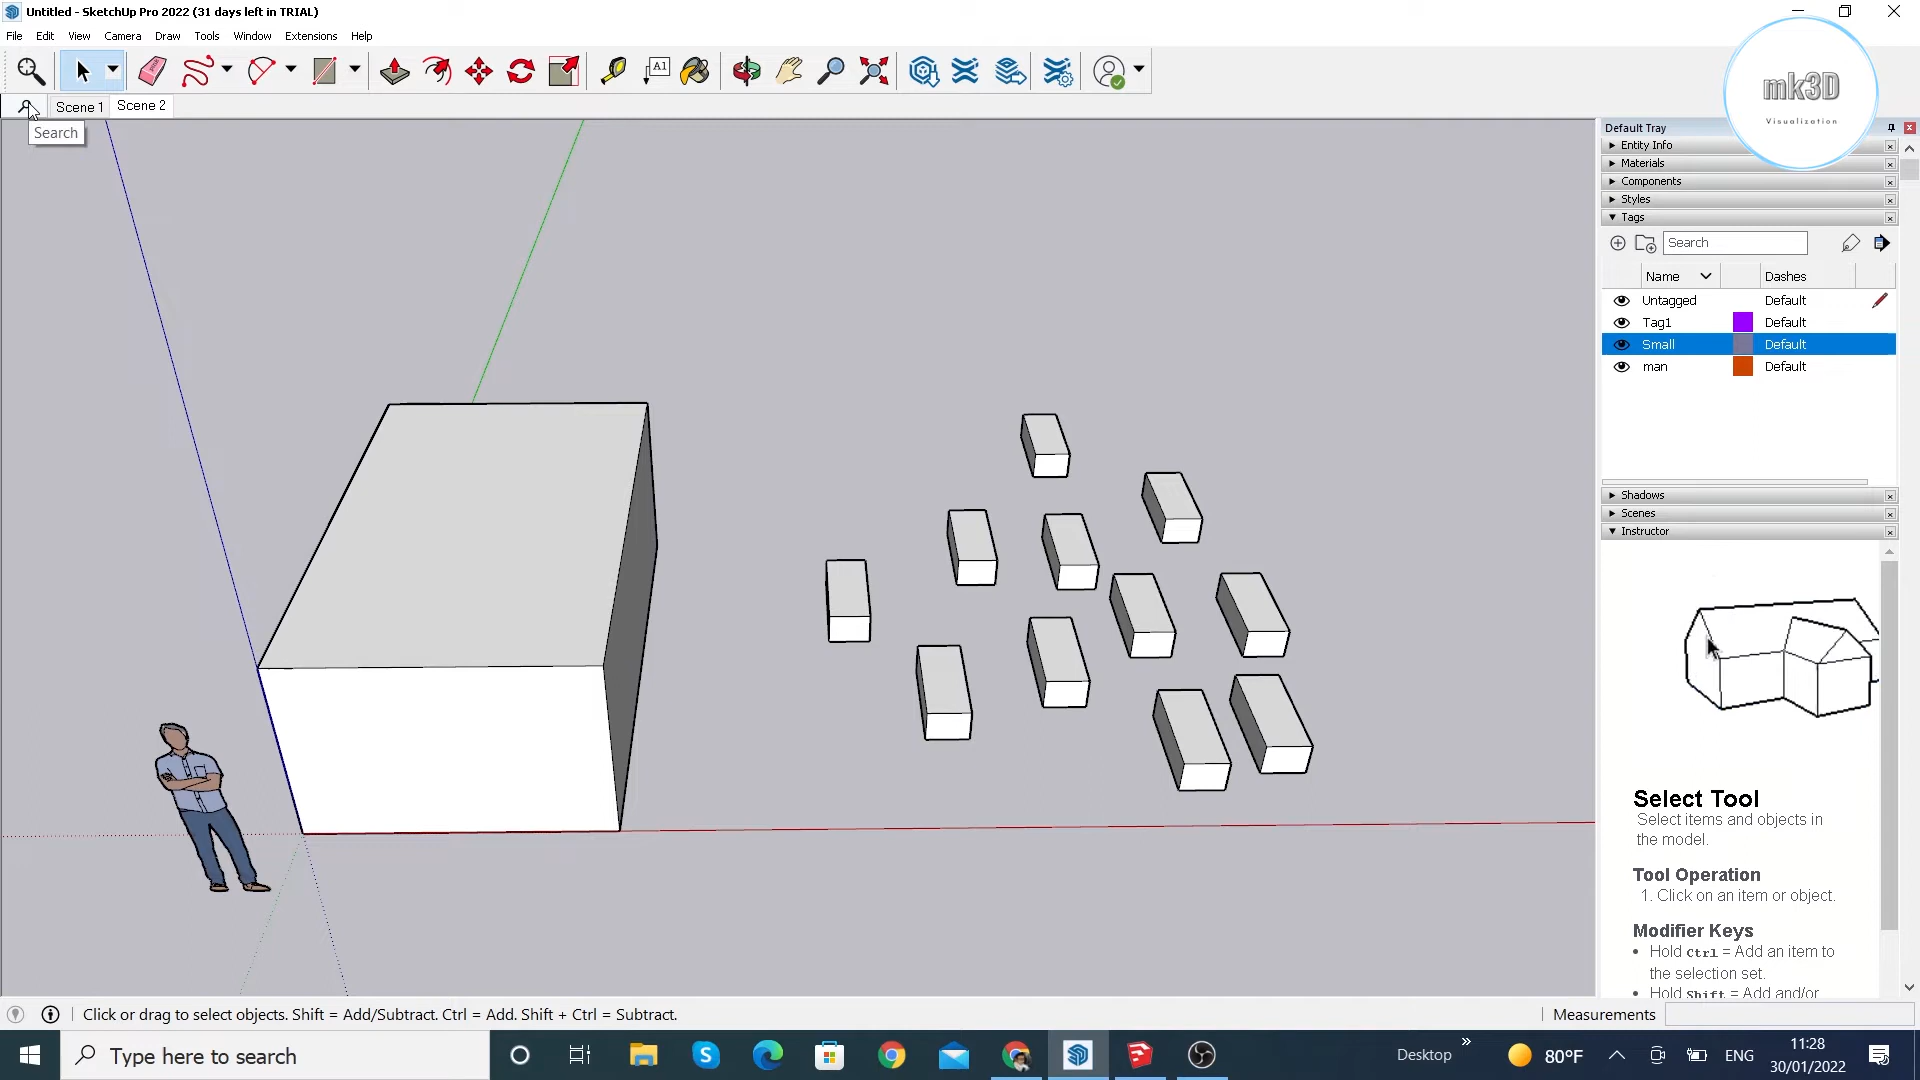 Untitled - SketchUp Pro 2022 (31 days left in TRIAL)
File Edit View Camera Draw Tools Window Extensions Help
A1
Scene 1 Scene 2
Search
mk3D
Visualization
Default Tray
Entity Info
Materials
Components
Styles
Tags
Search
Name Dashes
Untagged Default
Tag1 Default
Small Default
man Default
Shadows
Scenes
Instructor
Select Tool
Select items and objects in
the model.
Tool Operation
1. Click on an item or object.
Modifier Keys
• Hold Ctrl = Add an item to
the selection set.
• Hold Shift = Add and/or
Click or drag to select objects. Shift = Add/Subtract. Ctrl = Add. Shift + Ctrl = Subtract.
Measurements
Type here to search
Desktop
80°F
ENG
11:28
30/01/2022